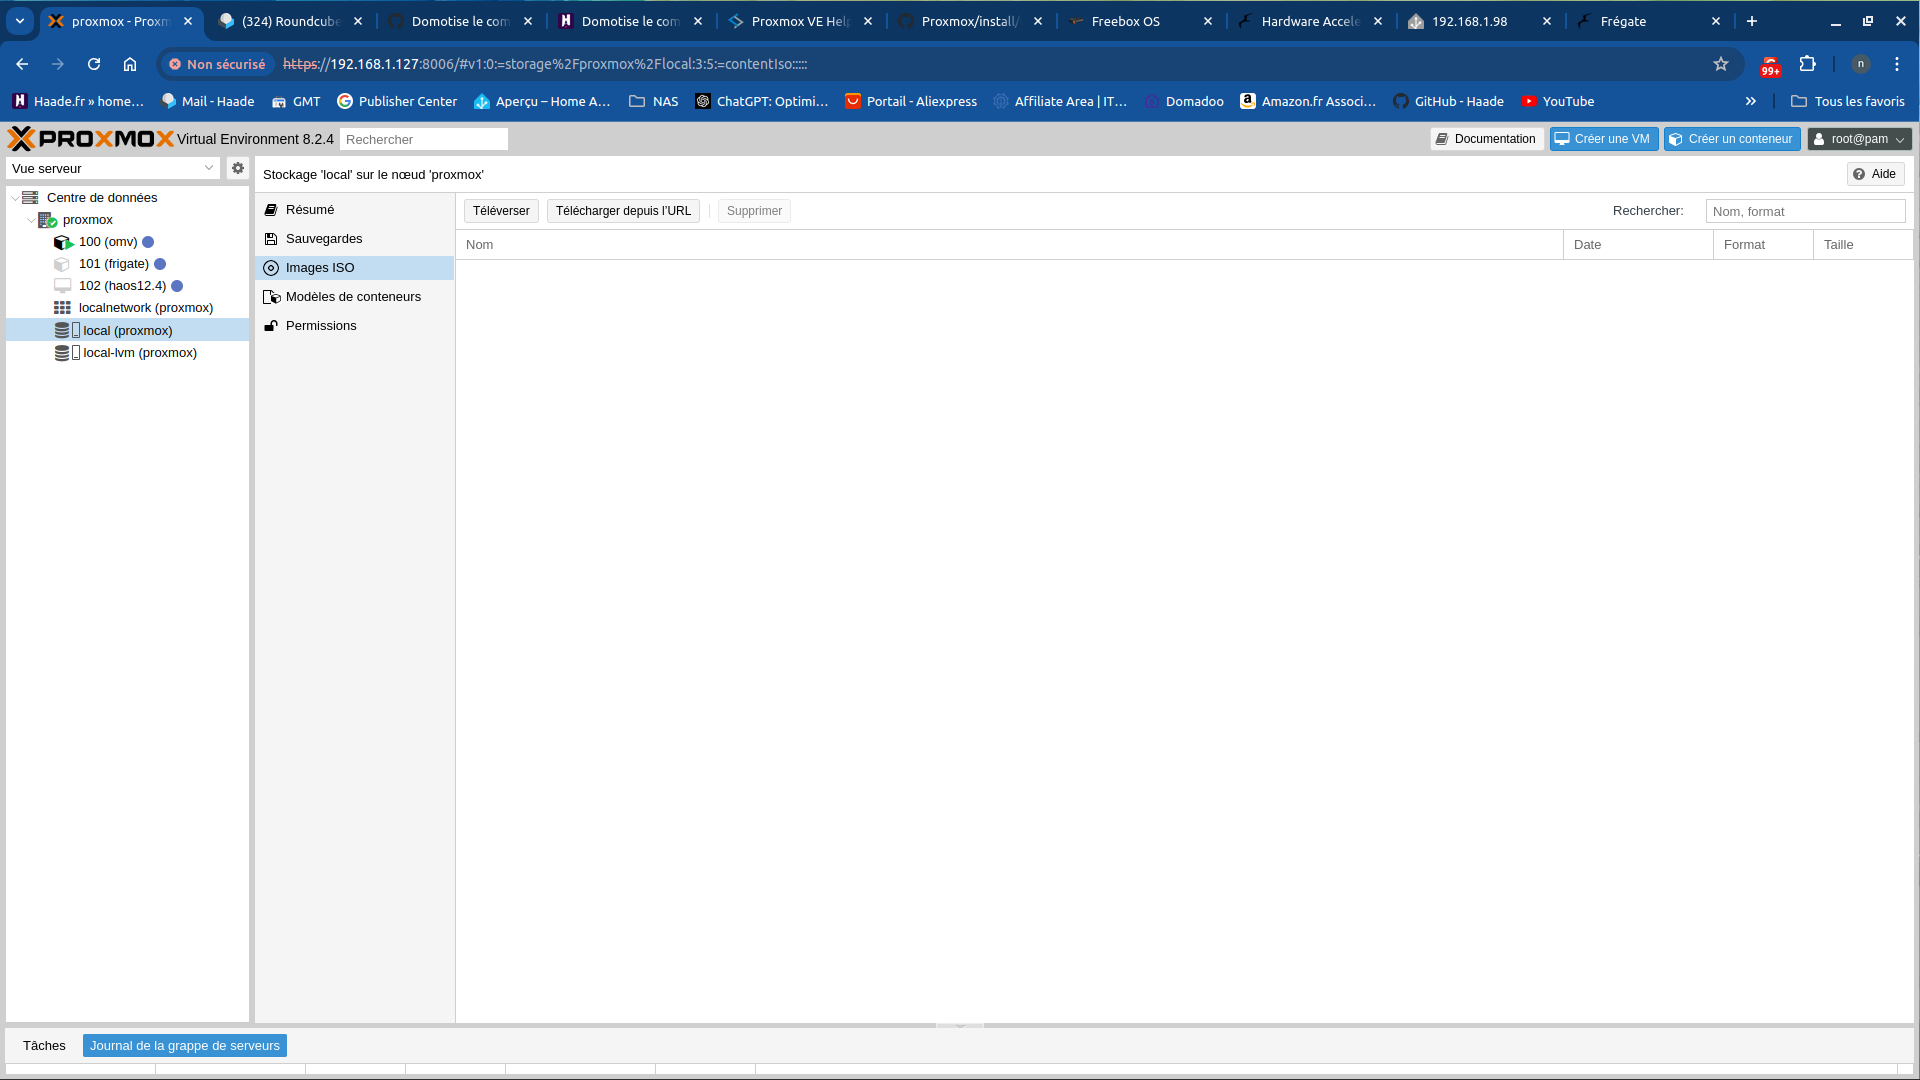 proxmox - Proxm
(324) Roundcube
Domotise le com
Domotise le com
Proxmox VE Hel
Proxmox/install/
Freebox OS
Hardware Accele
192.168.1.98
Frégate
Non sécurisé
https://192.168.1.127:8006/#v1:0:=storage%2Fproxmox%2Flocal:3:5:=contentIso:::::
99+
n
Haade.fr » home…
Mail - Haade
GMT
Publisher Center
Aperçu – Home A…
NAS
ChatGPT: Optimi…
Portail - Aliexpress
Affiliate Area | IT…
Domadoo
Amazon.fr Associ…
GitHub - Haade
YouTube
Tous les favoris
PROXMOX Virtual Environment 8.2.4
Rechercher
Documentation
Créer une VM
Créer un conteneur
root@pam
Vue serveur
Stockage 'local' sur le nœud 'proxmox'
Aide
Centre de données
proxmox
100 (omv)
101 (frigate)
102 (haos12.4)
localnetwork (proxmox)
local (proxmox)
local-lvm (proxmox)
Résumé
Sauvegardes
Images ISO
Modèles de conteneurs
Permissions
Téléverser
Télécharger depuis l'URL
Supprimer
Rechercher:
Nom, format
Nom
Date
Format
Taille
Tâches
Journal de la grappe de serveurs